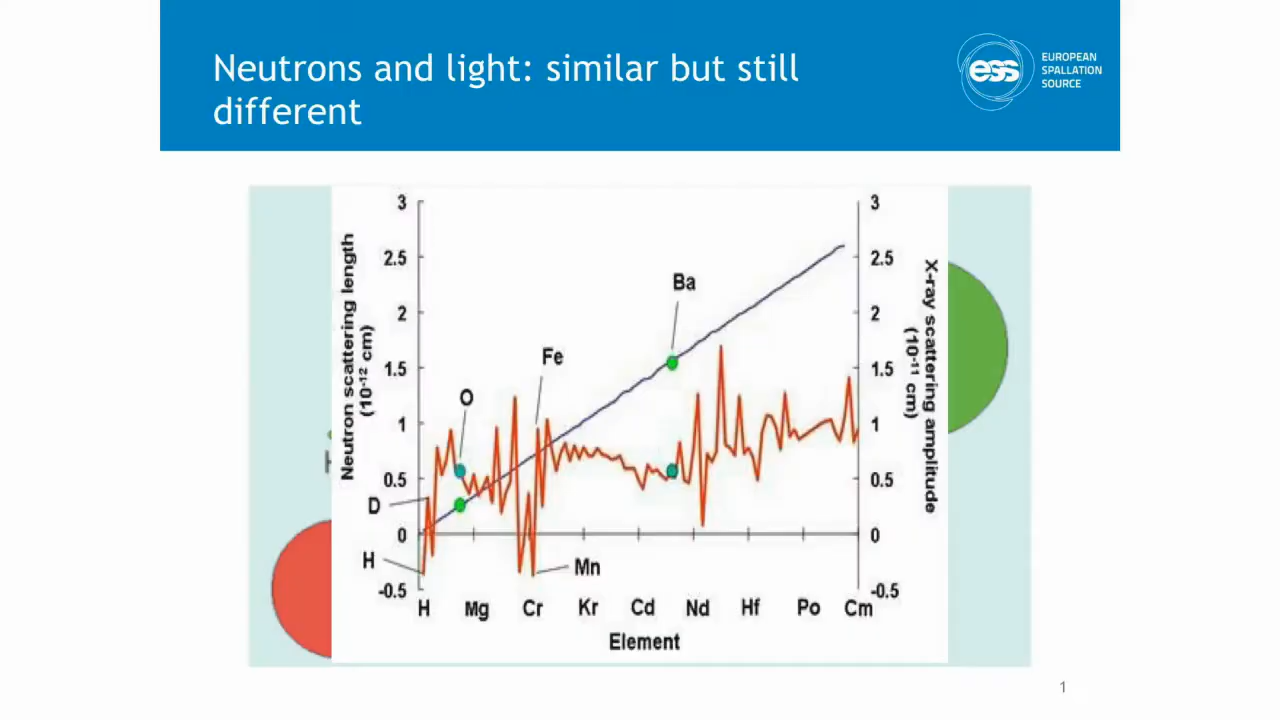 Neutrons and light: similar but still
different
ess
EUROPEAN
SPALLATION
SOURCE
Neutron scattering length
(10⁻¹² cm)
X-ray scattering amplitude
(10⁻¹¹ cm)
3
2.5
2
1.5
1
0.5
0
-0.5
3
2.5
2
1.5
1
0.5
0
-0.5
Ba
Fe
O
D
H
Mn
H Mg Cr Kr Cd Nd Hf Po Cm
Element
1